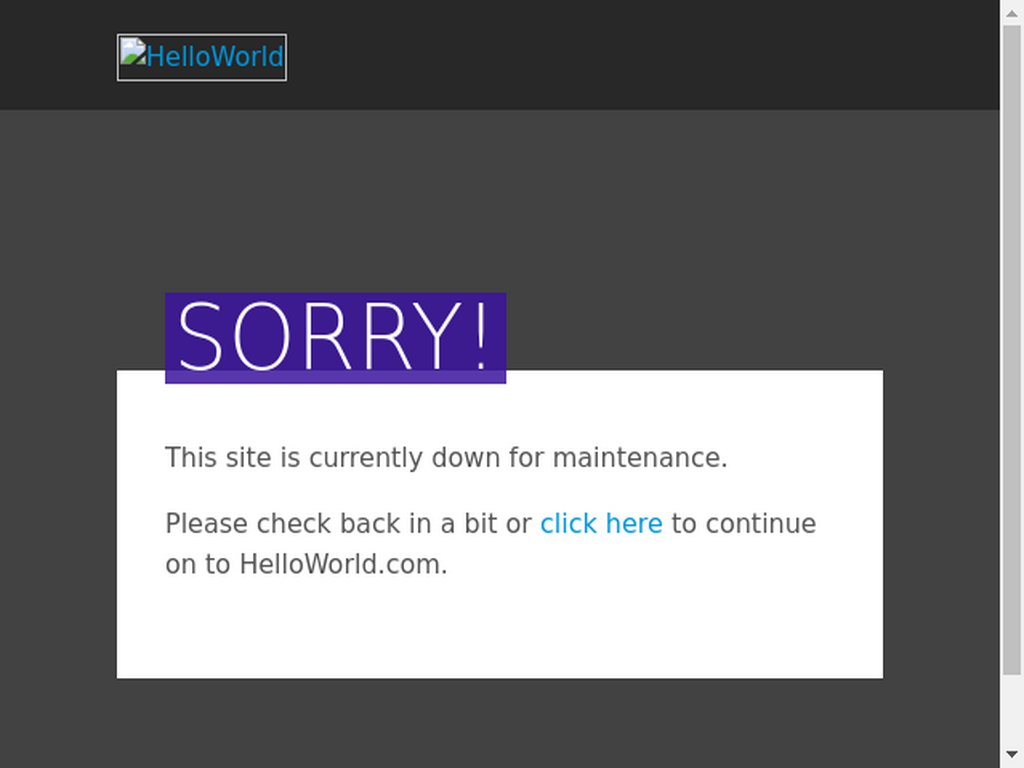 HelloWorld
SORRY!
This site is currently down for maintenance.
Please check back in a bit or click here to continue
on to HelloWorld.com.